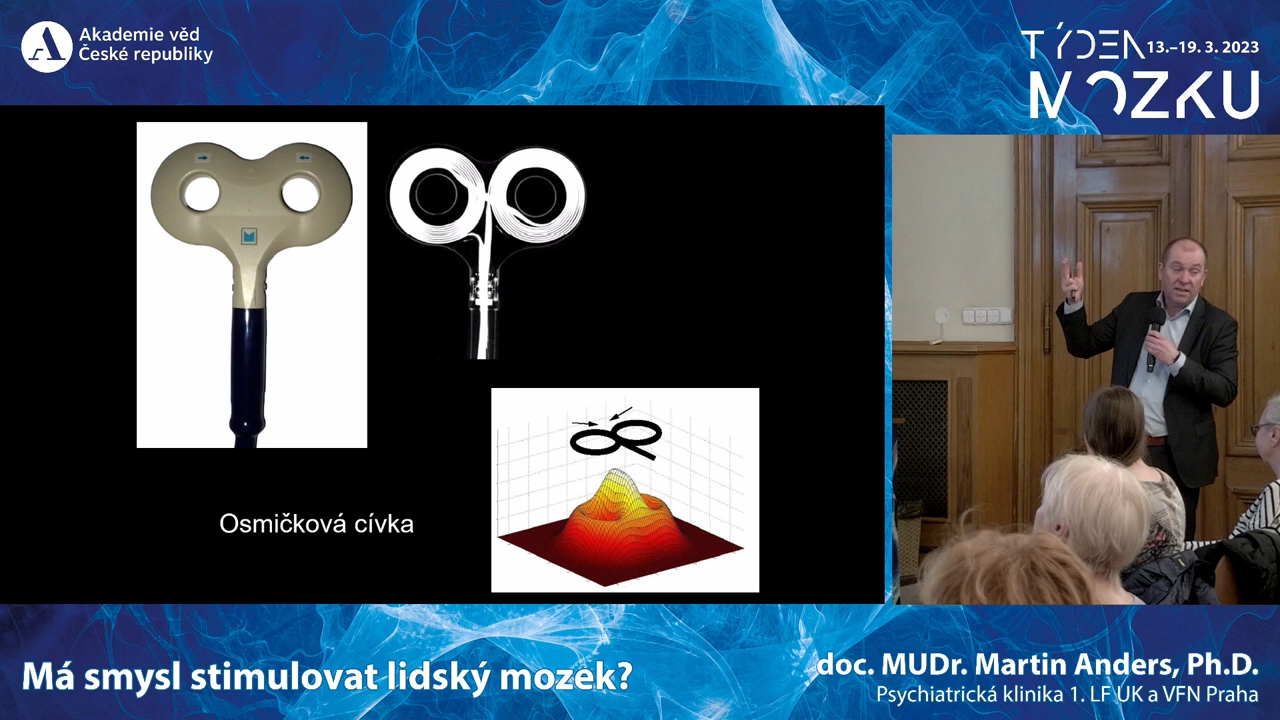 Akademie věd
České republiky
TÝDEN 13.–19. 3. 2023
MOZKU
Osmičková cívka
Má smysl stimulovat lidský mozek?
doc. MUDr. Martin Anders, Ph.D.
Psychiatrická klinika 1. LF UK a VFN Praha